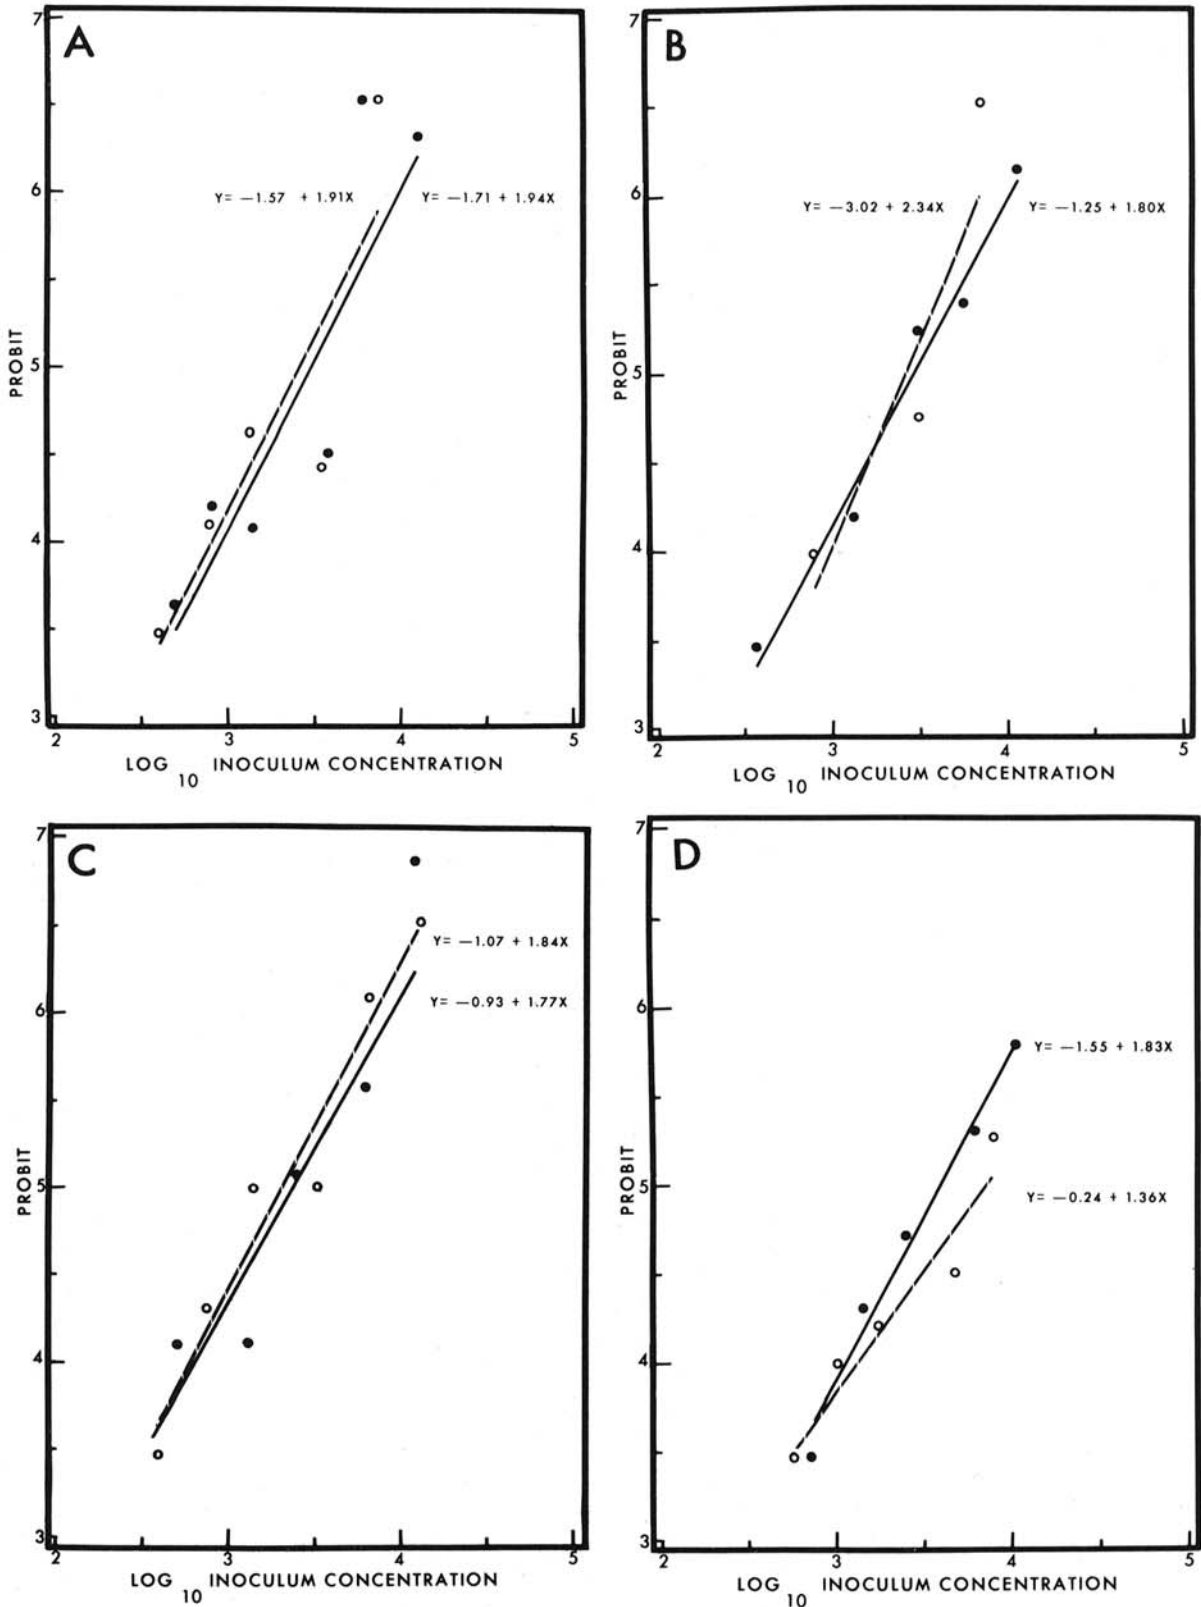 A
7
6
5
4
3
PROBIT
Y= —1.57 + 1.91X
Y= —1.71 + 1.94X
2 3 4 5
LOG 10 INOCULUM CONCENTRATION
B
7
6
5
4
3
PROBIT
Y= —3.02 + 2.34X
Y= —1.25 + 1.80X
2 3 4 5
LOG 10 INOCULUM CONCENTRATION
C
7
6
5
4
3
PROBIT
Y= —1.07 + 1.84X
Y= —0.93 + 1.77X
2 3 4 5
LOG 10 INOCULUM CONCENTRATION
D
7
6
5
4
3
PROBIT
Y= —1.55 + 1.83X
Y= —0.24 + 1.36X
2 3 4 5
LOG 10 INOCULUM CONCENTRATION